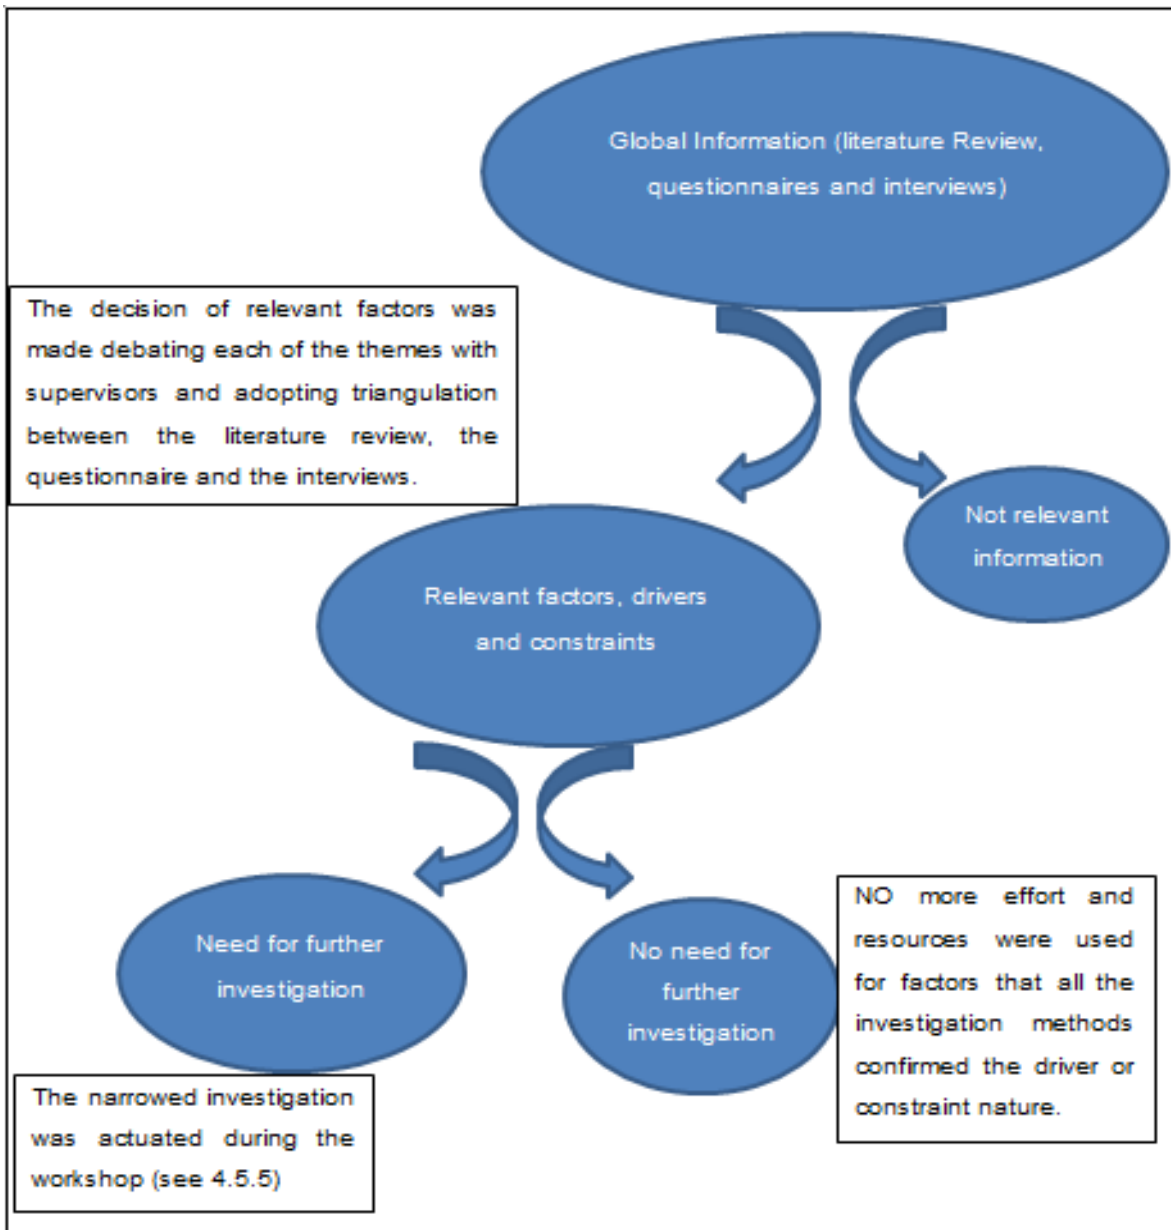 Global Information (literature Review,
questionnaires and interviews)
The decision of relevant factors was
made debating each of the themes with
supervisors and adopting triangulation
between the literature review, the
questionnaire and the interviews.
Not relevant
information
Relevant factors, drivers
and constraints
Need for further
investigation
No need for
further
investigation
NO more effort and
resources were used
for factors that all the
investigation methods
confirmed the driver or
constraint nature.
The narrowed investigation
was actuated during the
workshop (see 4.5.5)